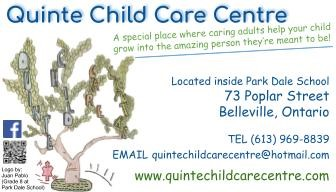 Quinte Child Care Centre
A special place where caring adults help your child
grow into the amazing person they're meant to be!
Located inside Park Dale School
73 Poplar Street
Belleville, Ontario
TEL (613) 969-8839
EMAIL quintechildcarecentre@hotmail.com
www.quintechildcarecentre.com
Logo by:
Juan Pablo
(Grade 8 at
Park Dale School)